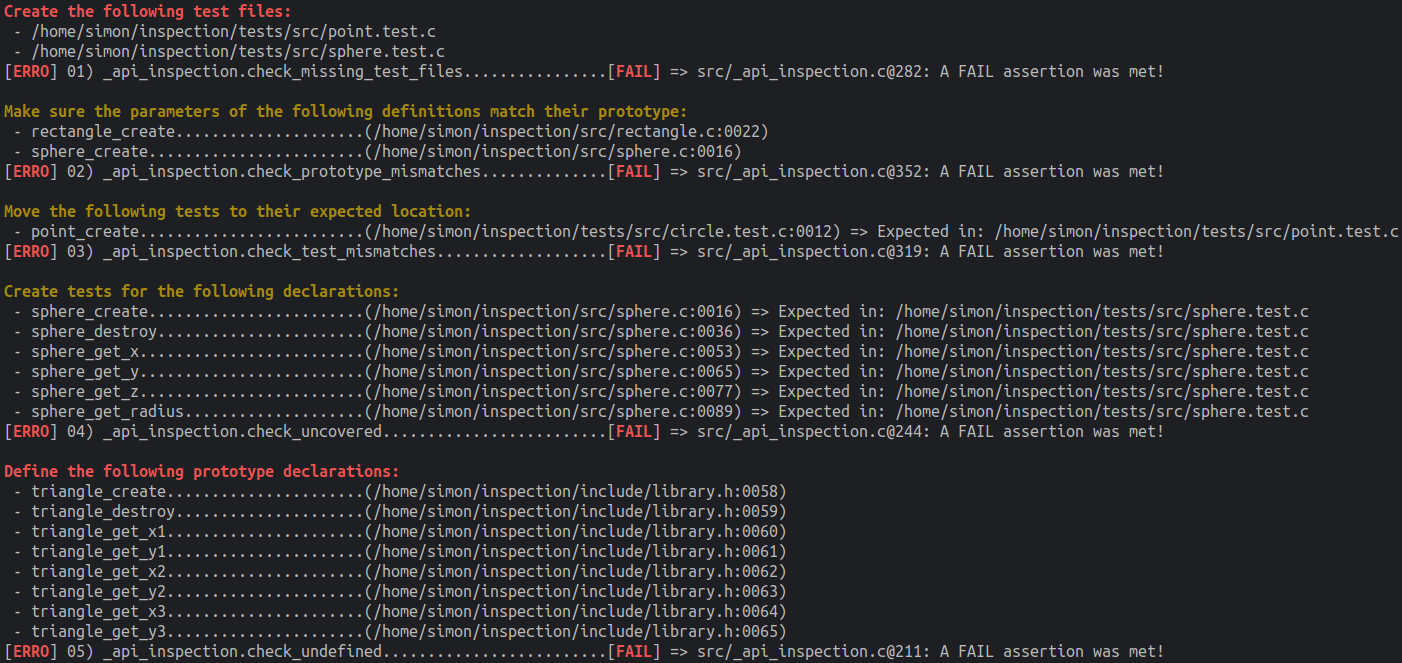 Create the following test files:
 - /home/simon/inspection/tests/src/point.test.c
 - /home/simon/inspection/tests/src/sphere.test.c
[ERRO] 01) _api_inspection.check_missing_test_files................[FAIL] => src/_api_inspection.c@282: A FAIL assertion was met!

Make sure the parameters of the following definitions match their prototype:
 - rectangle_create.....................(/home/simon/inspection/src/rectangle.c:0022)
 - sphere_create........................(/home/simon/inspection/src/sphere.c:0016)
[ERRO] 02) _api_inspection.check_prototype_mismatches..............[FAIL] => src/_api_inspection.c@352: A FAIL assertion was met!

Move the following tests to their expected location:
 - point_create.........................(/home/simon/inspection/tests/src/circle.test.c:0012) => Expected in: /home/simon/inspection/tests/src/point.test.c
[ERRO] 03) _api_inspection.check_test_mismatches...................[FAIL] => src/_api_inspection.c@319: A FAIL assertion was met!

Create tests for the following declarations:
 - sphere_create........................(/home/simon/inspection/src/sphere.c:0016) => Expected in: /home/simon/inspection/tests/src/sphere.test.c
 - sphere_destroy.......................(/home/simon/inspection/src/sphere.c:0036) => Expected in: /home/simon/inspection/tests/src/sphere.test.c
 - sphere_get_x.........................(/home/simon/inspection/src/sphere.c:0053) => Expected in: /home/simon/inspection/tests/src/sphere.test.c
 - sphere_get_y.........................(/home/simon/inspection/src/sphere.c:0065) => Expected in: /home/simon/inspection/tests/src/sphere.test.c
 - sphere_get_z.........................(/home/simon/inspection/src/sphere.c:0077) => Expected in: /home/simon/inspection/tests/src/sphere.test.c
 - sphere_get_radius....................(/home/simon/inspection/src/sphere.c:0089) => Expected in: /home/simon/inspection/tests/src/sphere.test.c
[ERRO] 04) _api_inspection.check_uncovered.........................[FAIL] => src/_api_inspection.c@244: A FAIL assertion was met!

Define the following prototype declarations:
 - triangle_create......................(/home/simon/inspection/include/library.h:0058)
 - triangle_destroy.....................(/home/simon/inspection/include/library.h:0059)
 - triangle_get_x1......................(/home/simon/inspection/include/library.h:0060)
 - triangle_get_y1......................(/home/simon/inspection/include/library.h:0061)
 - triangle_get_x2......................(/home/simon/inspection/include/library.h:0062)
 - triangle_get_y2......................(/home/simon/inspection/include/library.h:0063)
 - triangle_get_x3......................(/home/simon/inspection/include/library.h:0064)
 - triangle_get_y3......................(/home/simon/inspection/include/library.h:0065)
[ERRO] 05) _api_inspection.check_undefined.........................[FAIL] => src/_api_inspection.c@211: A FAIL assertion was met!